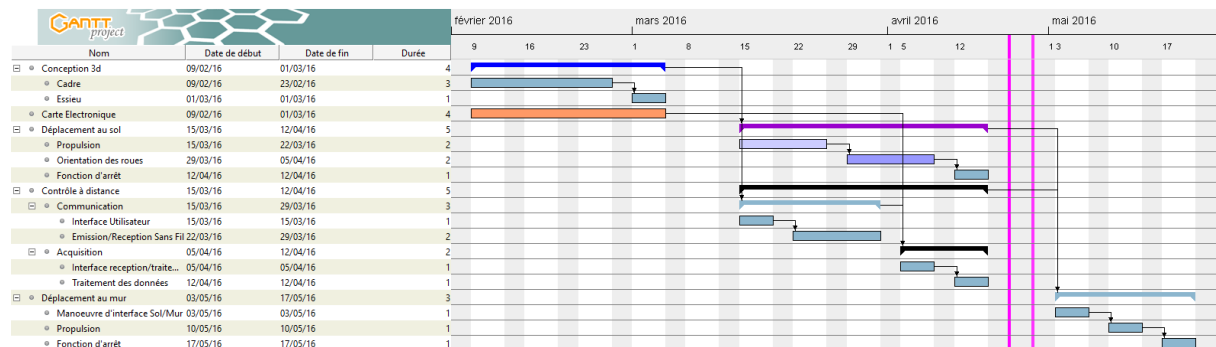 GANTT project
février 2016 mars 2016 avril 2016 mai 2016
Nom Date de début Date de fin Durée 9 16 23 1 8 15 22 29 1 5 12 1 3 10 17
Conception 3d 09/02/16 01/03/16 4
Cadre 09/02/16 23/02/16 3
Essieu 01/03/16 01/03/16 1
Carte Electronique 09/02/16 01/03/16 4
Déplacement au sol 15/03/16 12/04/16 5
Propulsion 15/03/16 22/03/16 2
Orientation des roues 29/03/16 05/04/16 2
Fonction d'arrêt 12/04/16 12/04/16 1
Contrôle à distance 15/03/16 12/04/16 5
Communication 15/03/16 29/03/16 3
Interface Utilisateur 15/03/16 15/03/16 1
Emission/Reception Sans Fil 22/03/16 29/03/16 2
Acquisition 05/04/16 12/04/16 2
Interface reception/traite... 05/04/16 05/04/16 1
Traitement des données 12/04/16 12/04/16 1
Déplacement au mur 03/05/16 17/05/16 3
Manoeuvre d'interface Sol/Mur 03/05/16 03/05/16 1
Propulsion 10/05/16 10/05/16 1
Fonction d'arrêt 17/05/16 17/05/16 1